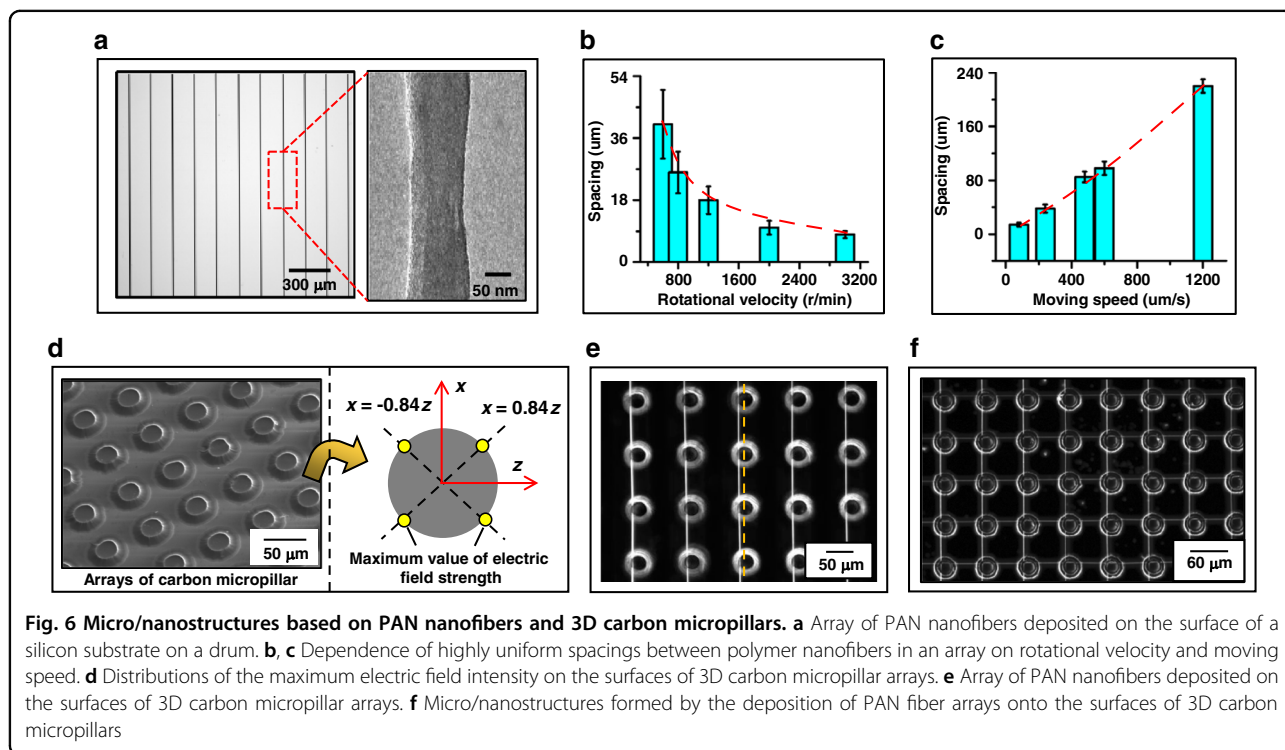 a
300 µm
50 nm
b
54
36
18
0
Spacing (um)
800 1600 2400 3200
Rotational velocity (r/min)
c
240
160
80
0
Spacing (um)
0 400 800 1200
Moving speed (um/s)
d
50 µm
Arrays of carbon micropillar
x
x = -0.84z
x = 0.84z
z
Maximum value of electric
field strength
e
50 µm
f
60 µm
Fig. 6 Micro/nanostructures based on PAN nanofibers and 3D carbon micropillars. a Array of PAN nanofibers deposited on the surface of a
silicon substrate on a drum. b, c Dependence of highly uniform spacings between polymer nanofibers in an array on rotational velocity and moving
speed. d Distributions of the maximum electric field intensity on the surfaces of 3D carbon micropillar arrays. e Array of PAN nanofibers deposited on
the surfaces of 3D carbon micropillar arrays. f Micro/nanostructures formed by the deposition of PAN fiber arrays onto the surfaces of 3D carbon
micropillars